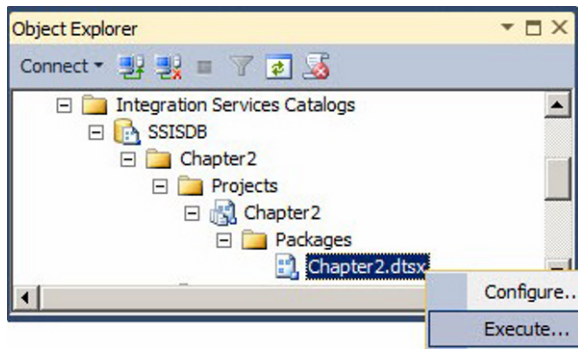 Object Explorer
Connect
Integration Services Catalogs
SSISDB
Chapter2
Projects
Chapter2
Packages
Chapter2.dtsx
Configure..
Execute...